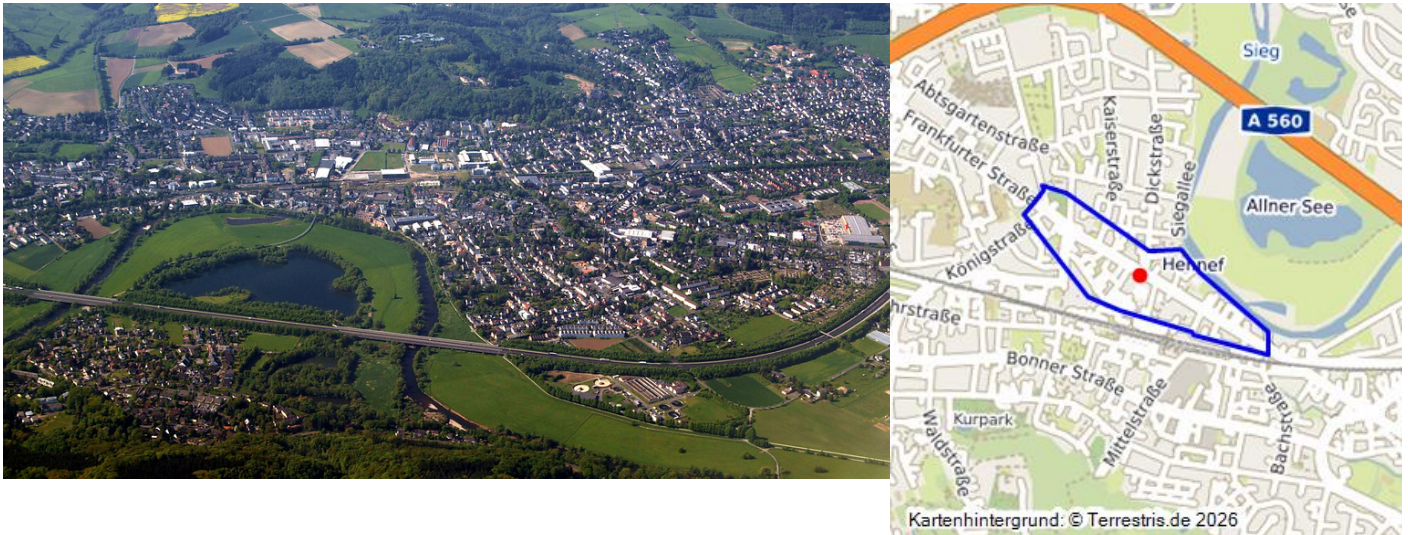 Sieg
A 560
Abtsgartenstraße
Frankfurter Straße
Kaiserstraße
Dickstraße
Siegallee
Allner See
Königstraße
Hennef
hrstraße
Bonner Straße
Kurpark
Waldstraße
Mittelstraße
Bachstraße
Kartenhintergrund: © Terrestris.de 2026